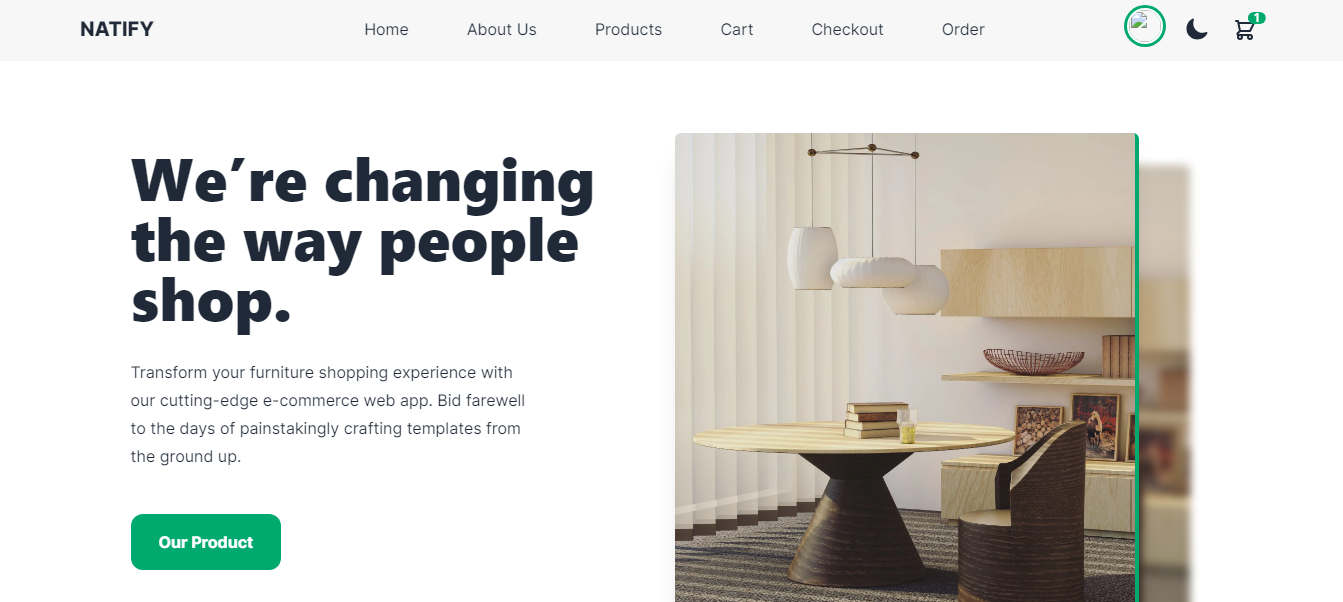 NATIFY
Home About Us Products Cart Checkout Order
1
We’re changing
the way people
shop.
Transform your furniture shopping experience with
our cutting-edge e-commerce web app. Bid farewell
to the days of painstakingly crafting templates from
the ground up.
Our Product